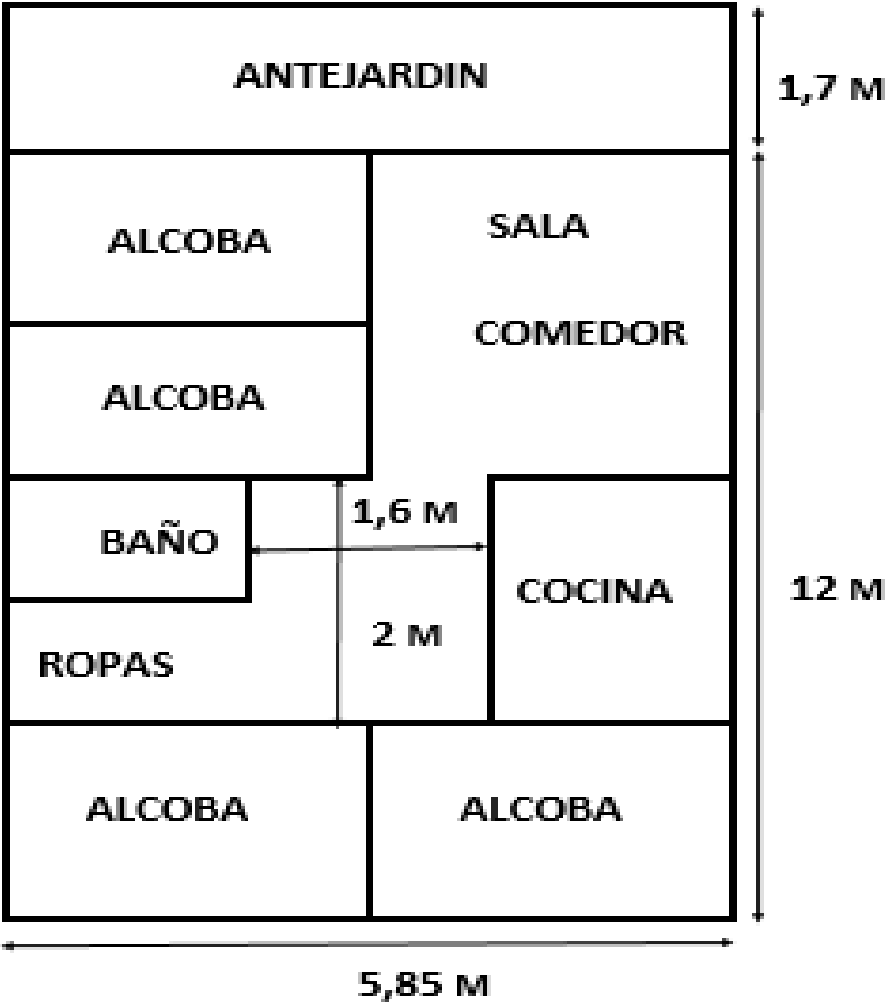 ANTEJARDIN
1,7 M
ALCOBA
SALA
COMEDOR
ALCOBA
1,6 M
BAÑO
COCINA
12 M
2 M
ROPAS
ALCOBA
ALCOBA
5,85 M